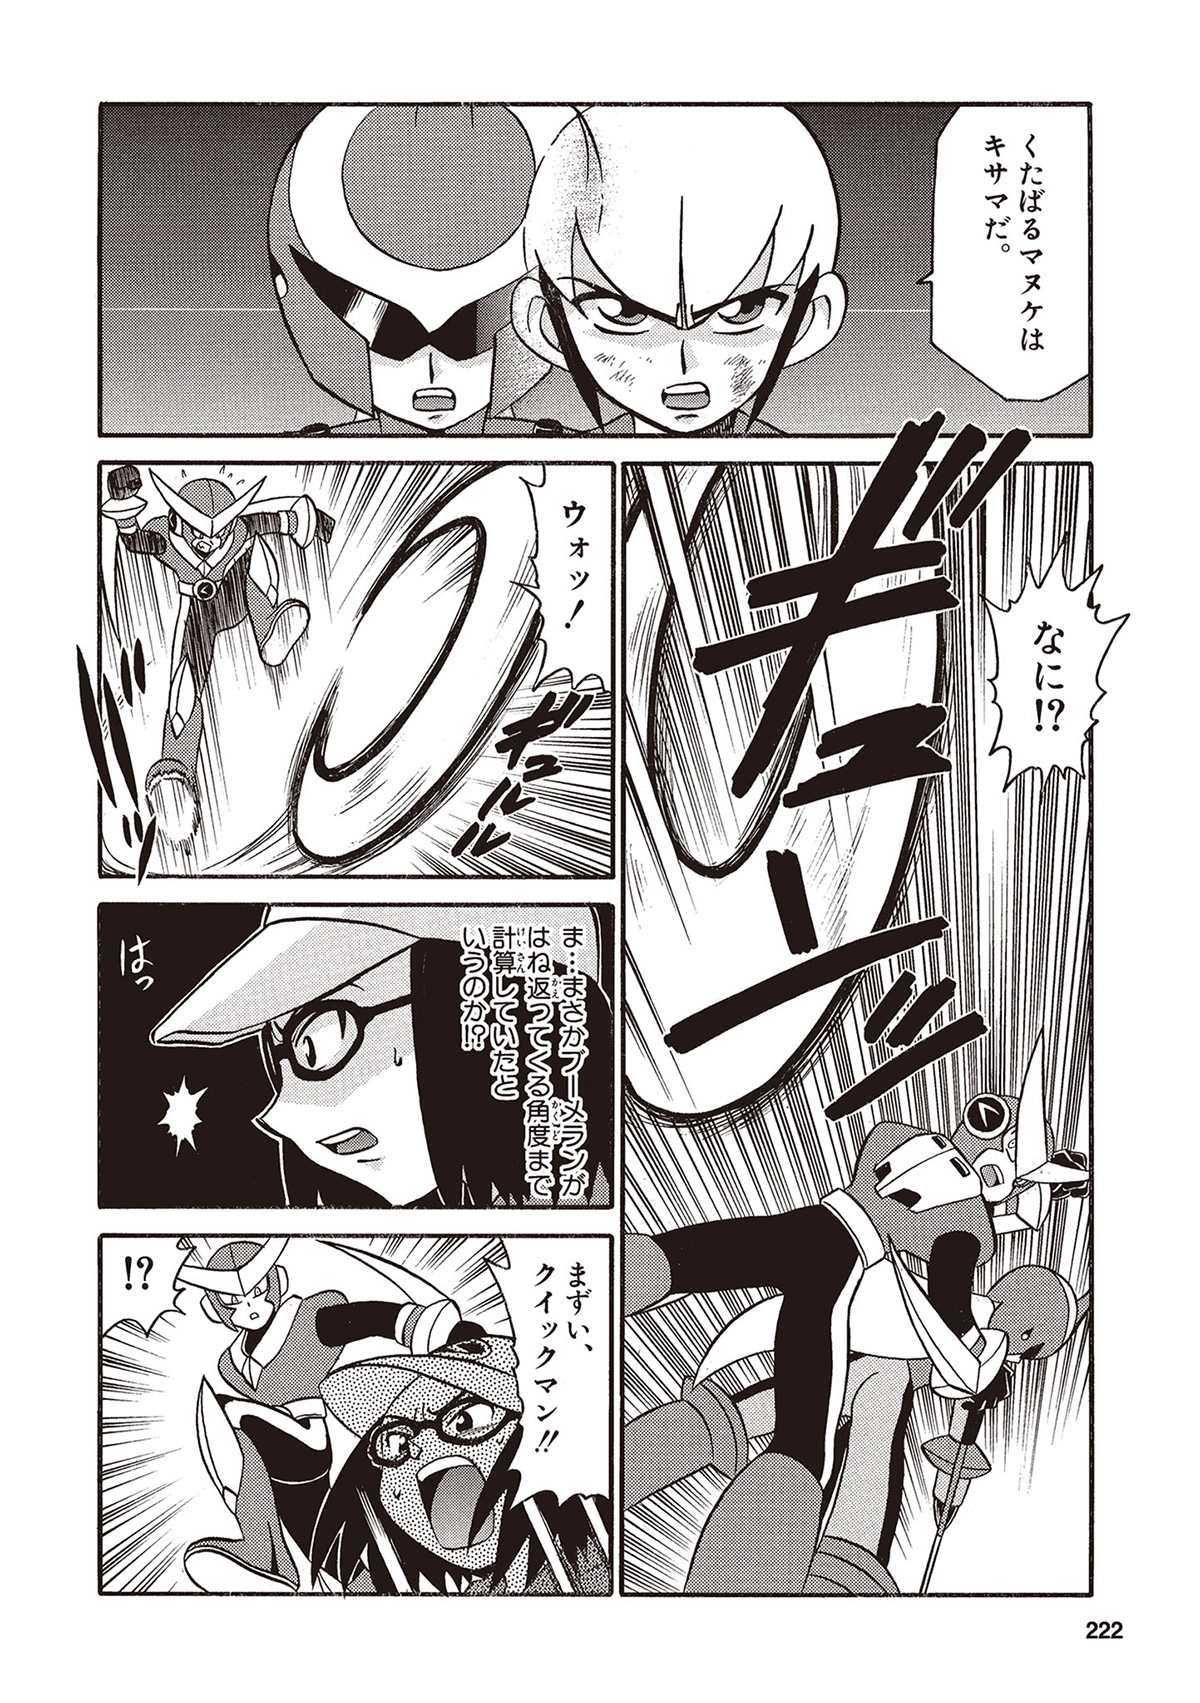 くたばるマヌケは
キサマだ。
なに!?
ギュルルル
ウォッ!
ギュルル
ま…まさかブーメランが
はね返ってくる角度まで
計算していたと
いうのか!?
はっ
まずい、
クイックマン!!
!?
222